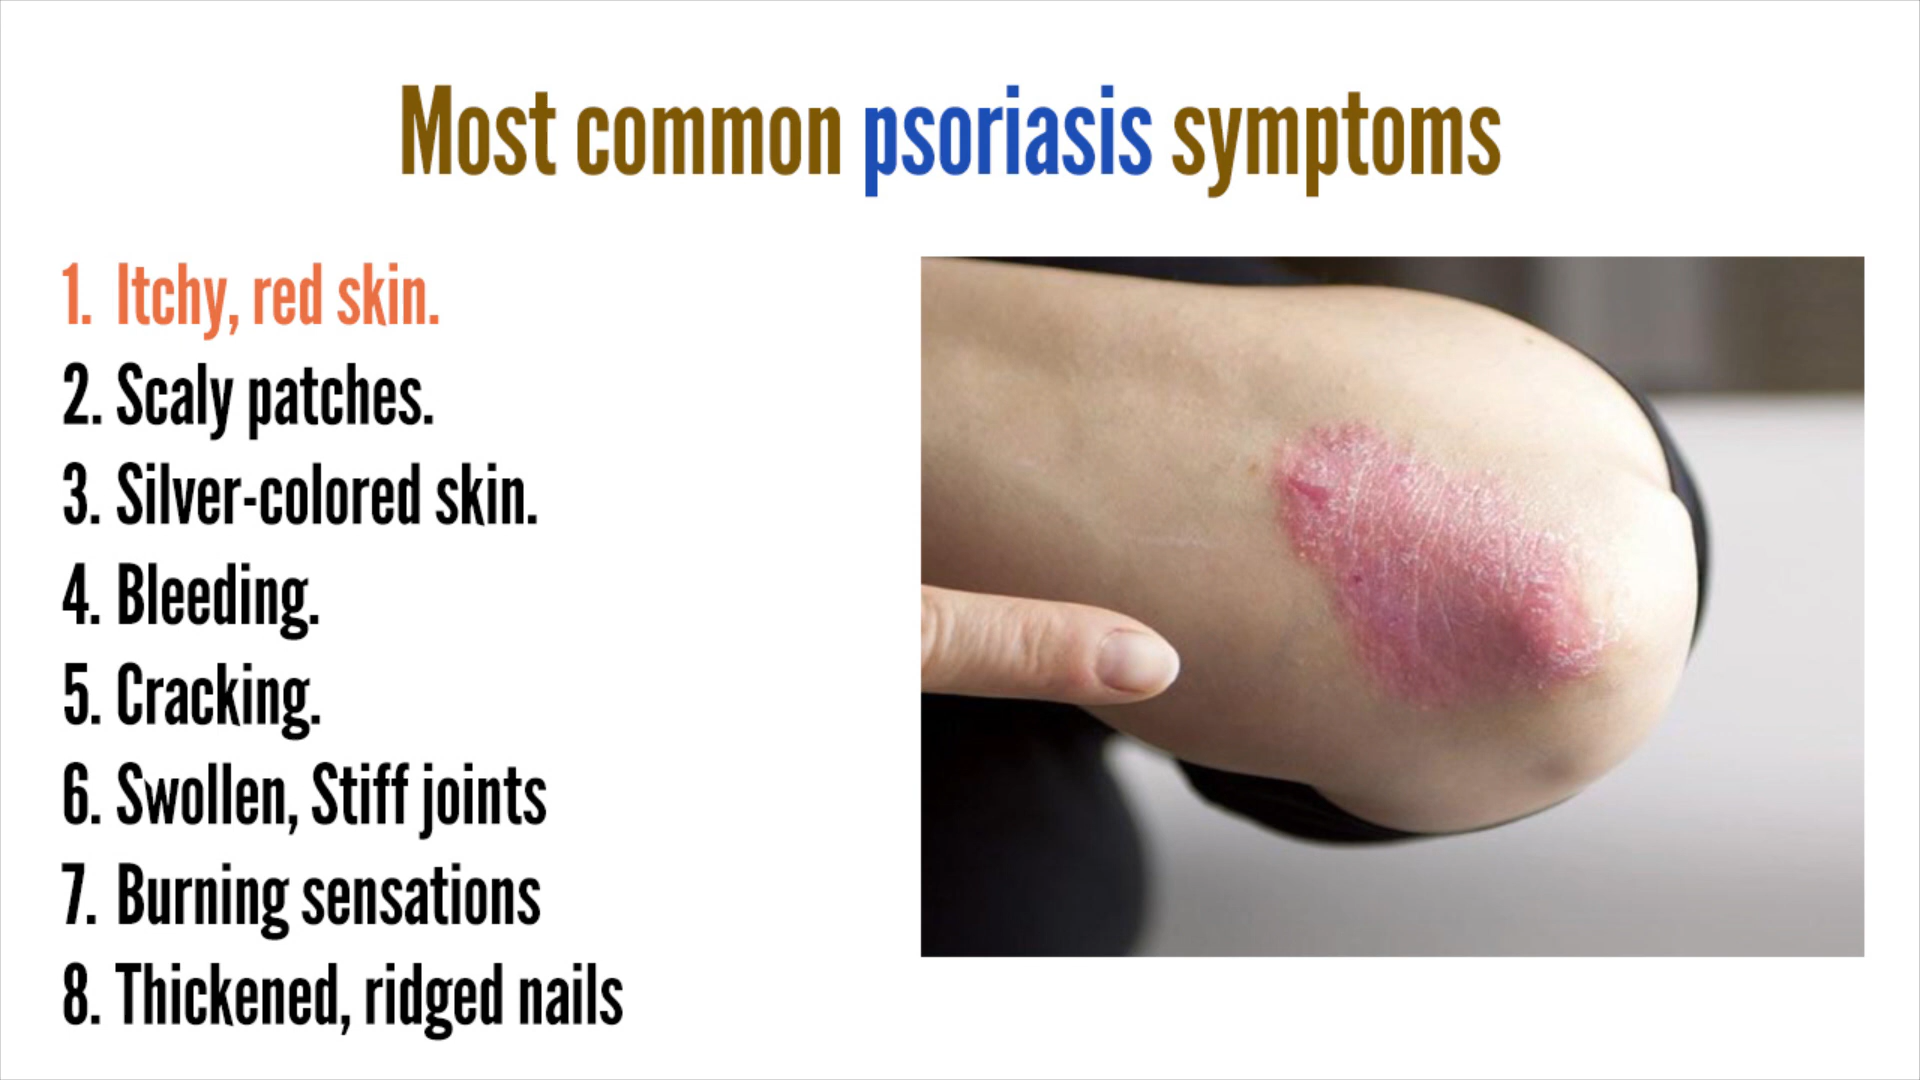 Most common psoriasis symptoms
1. Itchy, red skin.
2. Scaly patches.
3. Silver-colored skin.
4. Bleeding.
5. Cracking.
6. Swollen, Stiff joints
7. Burning sensations
8. Thickened, ridged nails